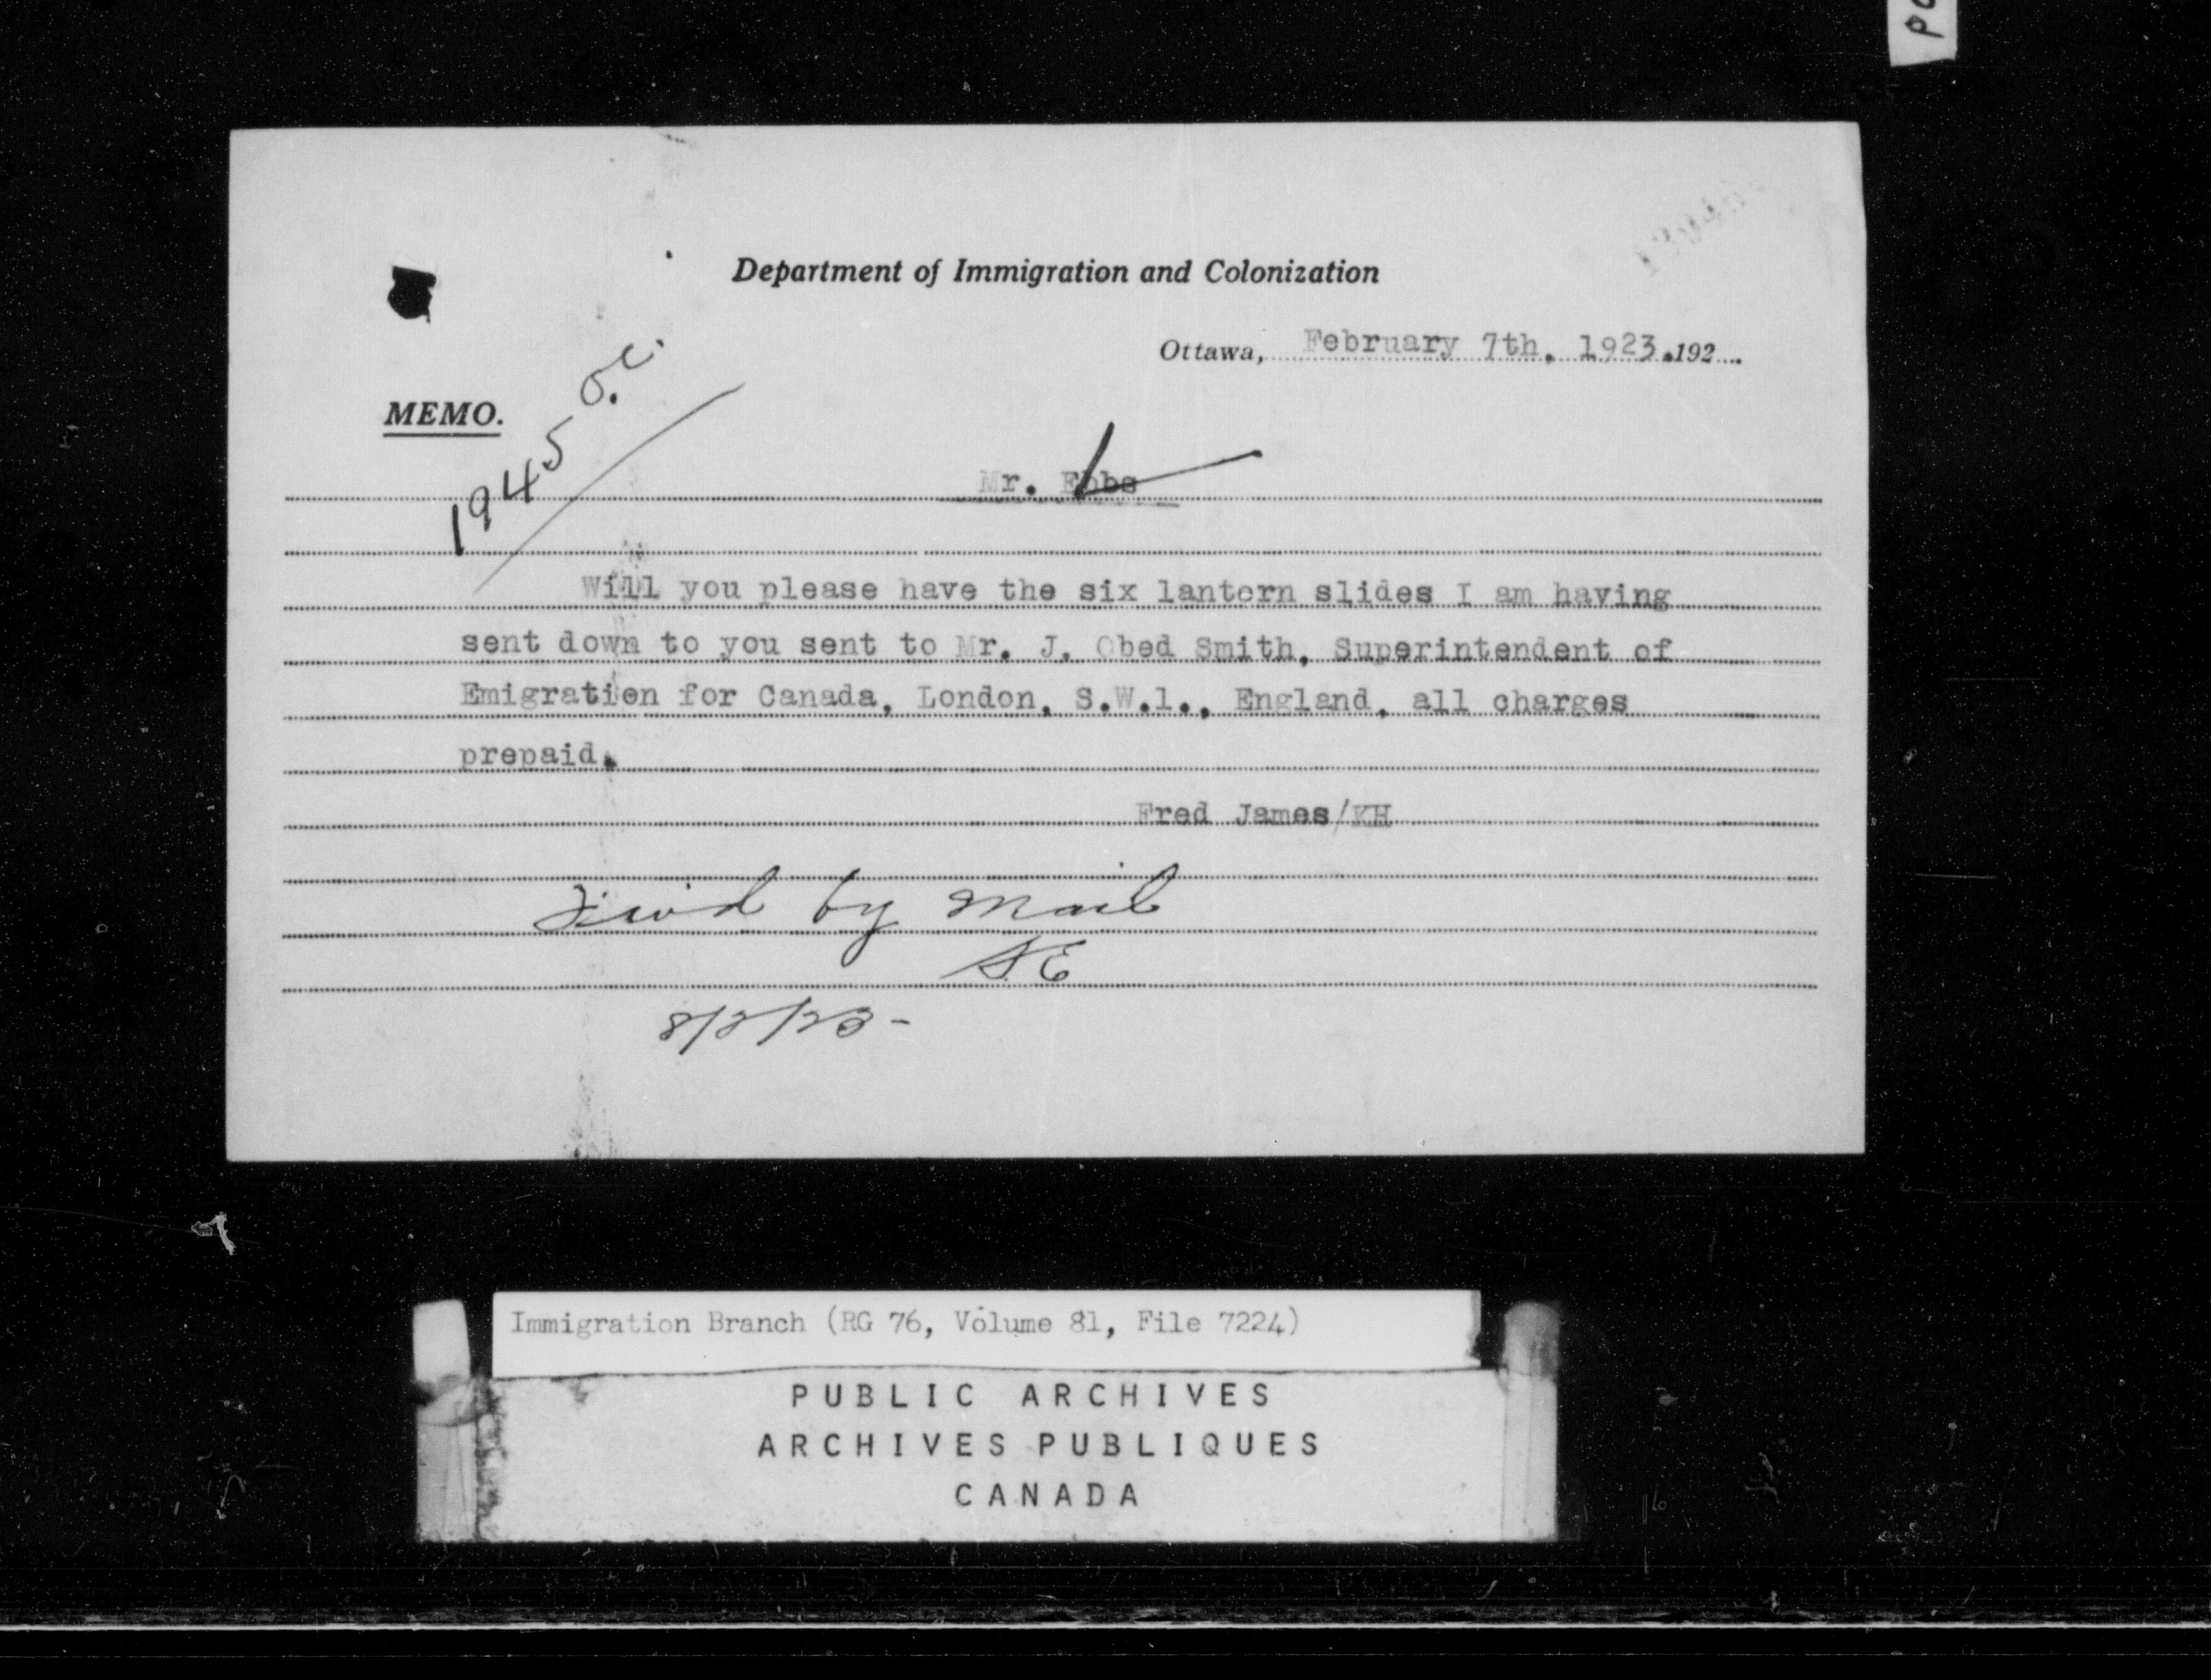 Department of Immigration and Colonization
Ottawa, February 7th, 1923.192
MEMO.
1945 O.C.
Mr. Ebbs
Will you please have the six lantern slides I am having
sent down to you sent to Mr. J. Obed Smith, Superintendent of
Emigration for Canada, London, S.W.1., England, all charges
prepaid.
Fred James/KH
by Mail
SE
8/2/23-
Immigration Branch (RG 76, Volume 81, File 7224)
PUBLIC ARCHIVES
ARCHIVES PUBLIQUES
CANADA